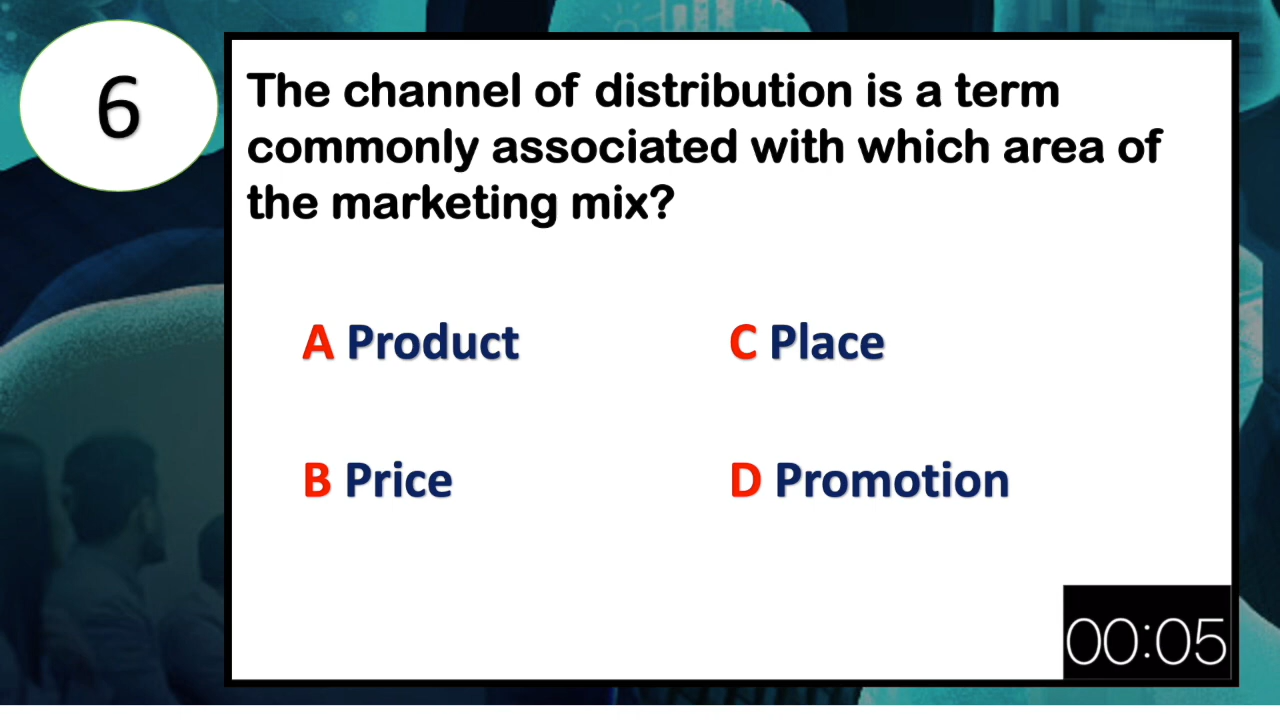 6
The channel of distribution is a term
commonly associated with which area of
the marketing mix?
A Product
C Place
B Price
D Promotion
00:05